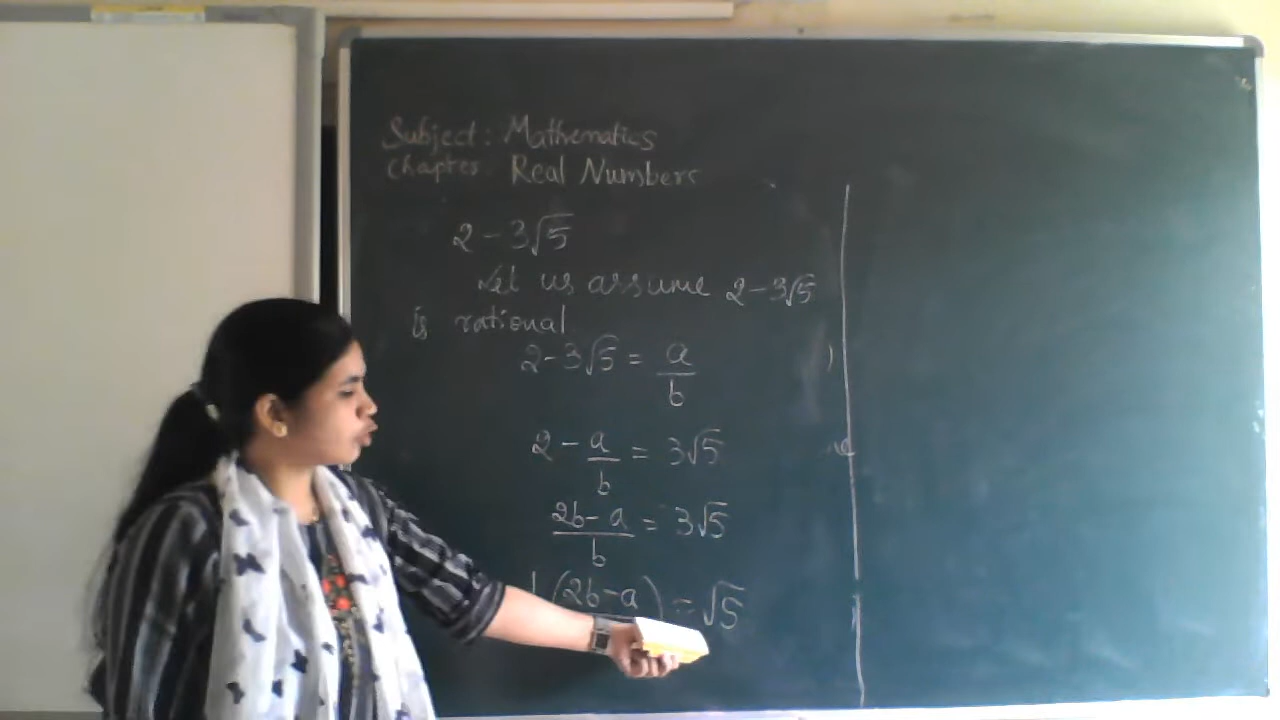 Subject: Mathematics
Chapter: Real Numbers
2 - 3√5
Let us assume 2 - 3√5
is rational
2 - 3√5 = a/b
2 - a/b = 3√5
2b - a/b = 3√5
(2b - a) = √5